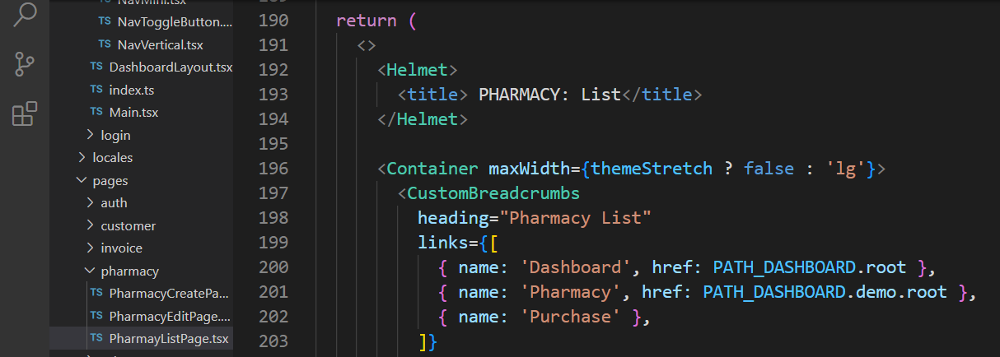 NavMini.tsx
TS NavToggleButton....
TS NavVertical.tsx
TS DashboardLayout.tsx
TS index.ts
TS Main.tsx
login
locales
pages
auth
customer
invoice
pharmacy
TS PharmacyCreatePa...
TS PharmacyEditPage....
TS PharmayListPage.tsx
190 return (
191 <>
192 <Helmet>
193 <title> PHARMACY: List</title>
194 </Helmet>
195
196 <Container maxWidth={themeStretch ? false : 'lg'}>
197 <CustomBreadcrumbs
198 heading="Pharmacy List"
199 links={[
200 { name: 'Dashboard', href: PATH_DASHBOARD.root },
201 { name: 'Pharmacy', href: PATH_DASHBOARD.demo.root },
202 { name: 'Purchase' },
203 ]}